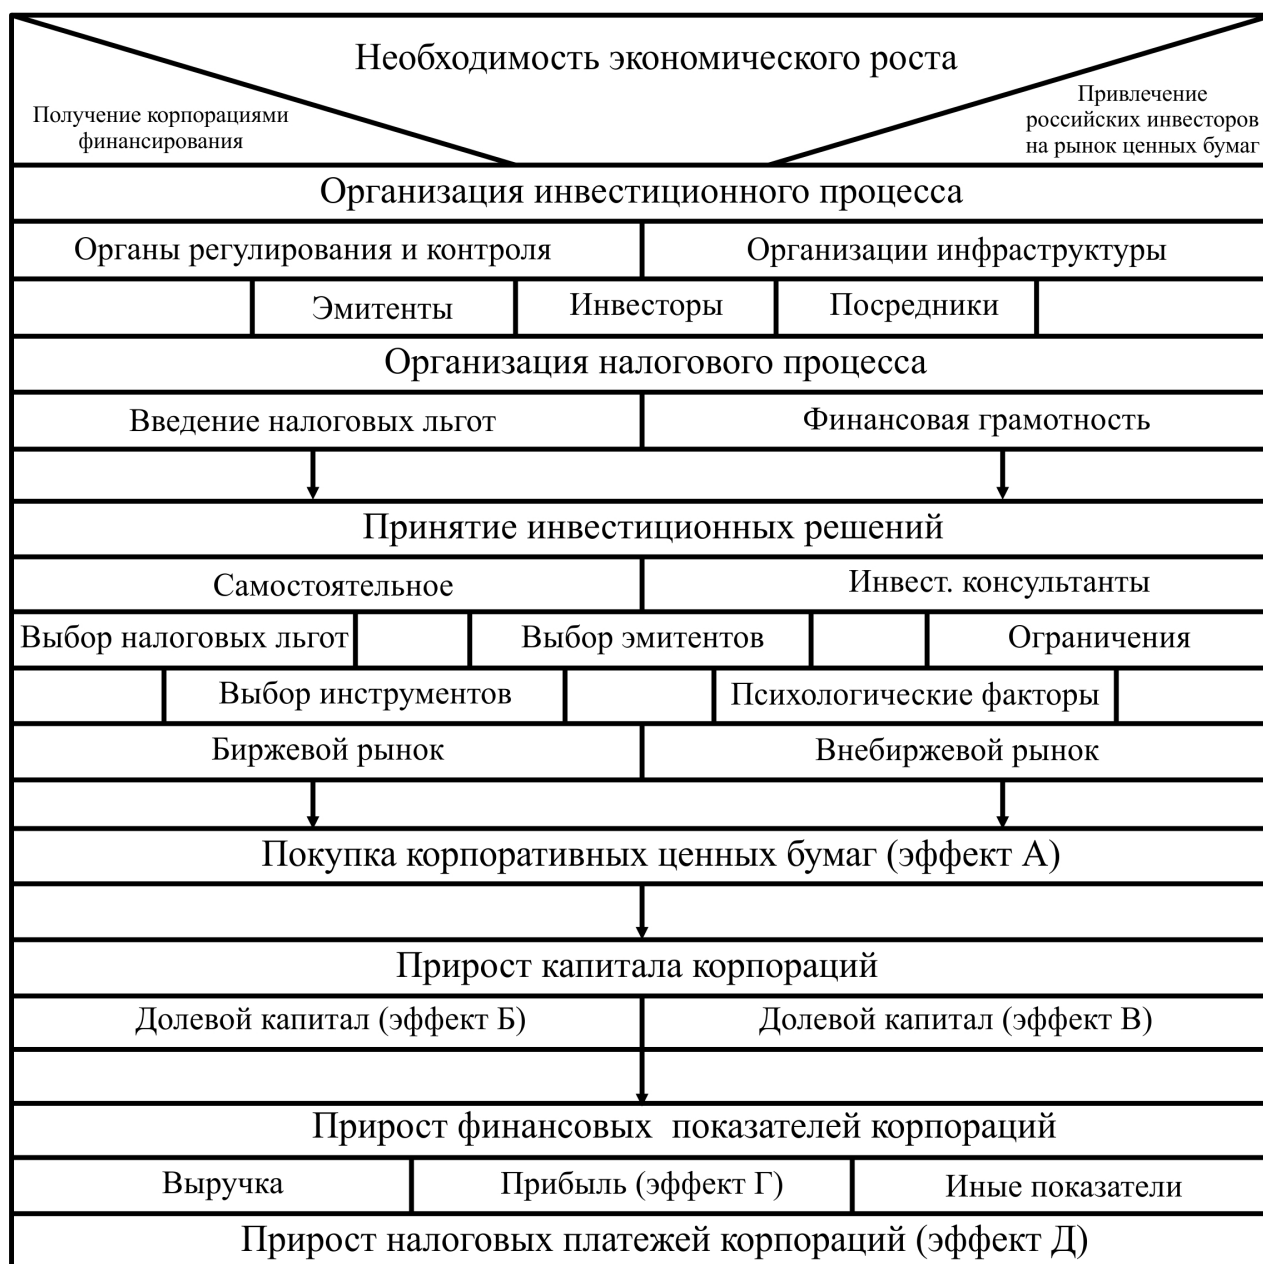 Необходимость экономического роста
Получение корпорациями
финансирования
Привлечение
российских инвесторов
на рынок ценных бумаг
Организация инвестиционного процесса
Органы регулирования и контроля
Организации инфраструктуры
Эмитенты
Инвесторы
Посредники
Организация налогового процесса
Введение налоговых льгот
Финансовая грамотность
Принятие инвестиционных решений
Самостоятельное
Инвест. консультанты
Выбор налоговых льгот
Выбор эмитентов
Ограничения
Выбор инструментов
Психологические факторы
Биржевой рынок
Внебиржевой рынок
Покупка корпоративных ценных бумаг (эффект А)
Прирост капитала корпораций
Долевой капитал (эффект Б)
Долевой капитал (эффект В)
Прирост финансовых показателей корпораций
Выручка
Прибыль (эффект Г)
Иные показатели
Прирост налоговых платежей корпораций (эффект Д)